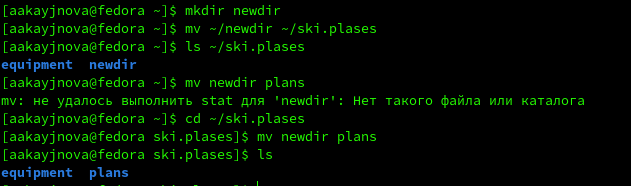 [aakayjnova@fedora ~]$ mkdir newdir
[aakayjnova@fedora ~]$ mv ~/newdir ~/ski.plases
[aakayjnova@fedora ~]$ ls ~/ski.plases
equipment  newdir
[aakayjnova@fedora ~]$ mv newdir plans
mv: не удалось выполнить stat для 'newdir': Нет такого файла или каталога
[aakayjnova@fedora ~]$ cd ~/ski.plases
[aakayjnova@fedora ski.plases]$ mv newdir plans
[aakayjnova@fedora ski.plases]$ ls
equipment  plans